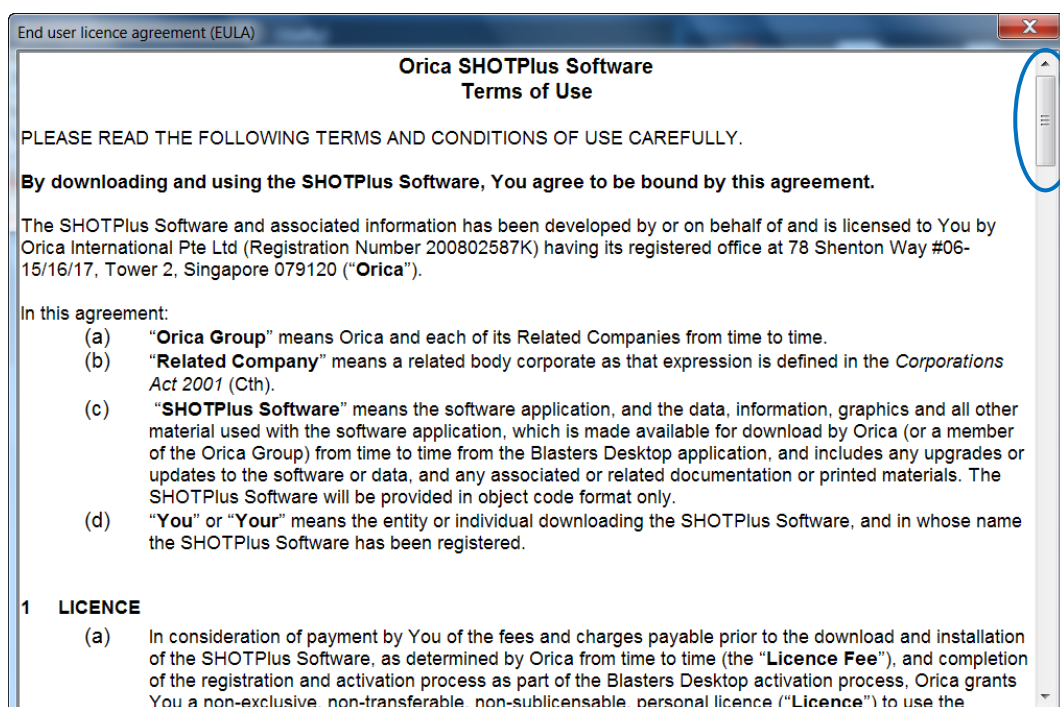 End user licence agreement (EULA)
Orica SHOTPlus Software
Terms of Use
PLEASE READ THE FOLLOWING TERMS AND CONDITIONS OF USE CAREFULLY.
By downloading and using the SHOTPlus Software, You agree to be bound by this agreement.
The SHOTPlus Software and associated information has been developed by or on behalf of and is licensed to You by
Orica International Pte Ltd (Registration Number 200802587K) having its registered office at 78 Shenton Way #06-
15/16/17, Tower 2, Singapore 079120 (“Orica”).
In this agreement:
(a) “Orica Group” means Orica and each of its Related Companies from time to time.
(b) “Related Company” means a related body corporate as that expression is defined in the Corporations
Act 2001 (Cth).
(c) “SHOTPlus Software” means the software application, and the data, information, graphics and all other
material used with the software application, which is made available for download by Orica (or a member
of the Orica Group) from time to time from the Blasters Desktop application, and includes any upgrades or
updates to the software or data, and any associated or related documentation or printed materials. The
SHOTPlus Software will be provided in object code format only.
(d) “You” or “Your” means the entity or individual downloading the SHOTPlus Software, and in whose name
the SHOTPlus Software has been registered.
1 LICENCE
(a) In consideration of payment by You of the fees and charges payable prior to the download and installation
of the SHOTPlus Software, as determined by Orica from time to time (the “Licence Fee”), and completion
of the registration and activation process as part of the Blasters Desktop activation process, Orica grants
You a non-exclusive, non-transferable, non-sublicensable, personal licence (“Licence”) to use the